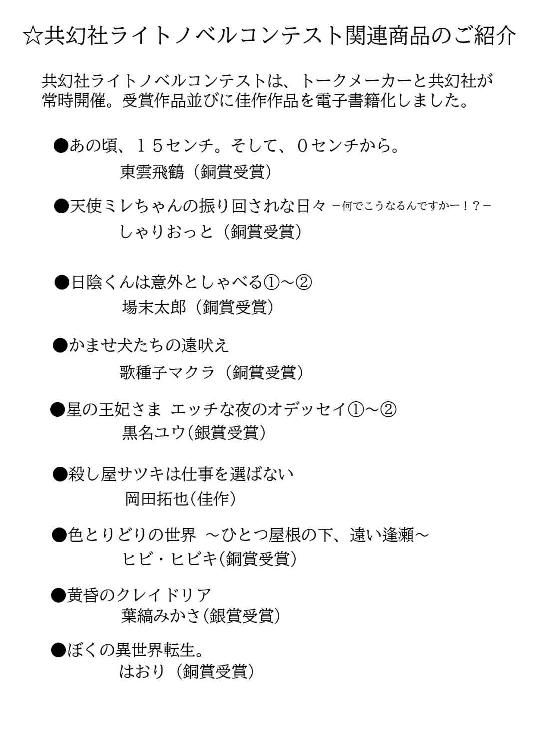 ☆共幻社ライトノベルコンテスト関連商品のご紹介
共幻社ライトノベルコンテストは、トークメーカーと共幻社が
常時開催。受賞作品並びに佳作作品を電子書籍化しました。
●あの頃、１５センチ。そして、０センチから。
東雲飛鶴（銅賞受賞）
●天使ミレちゃんの振り回されな日々 －何でこうなるんですかー！？－
しゃりおっと（銅賞受賞）
●日陰くんは意外としゃべる①～②
場末太郎（銅賞受賞）
●かませ犬たちの遠吠え
歌種子マクラ（銅賞受賞）
●星の王妃さま エッチな夜のオデッセイ①～②
黒名ユウ(銀賞受賞）
●殺し屋サツキは仕事を選ばない
岡田拓也(佳作）
●色とりどりの世界 ～ひとつ屋根の下、遠い逢瀬～
ヒビ・ヒビキ(銅賞受賞）
●黄昏のクレイドリア
葉縞みかさ(銀賞受賞）
●ぼくの異世界転生。
はおり（銅賞受賞）